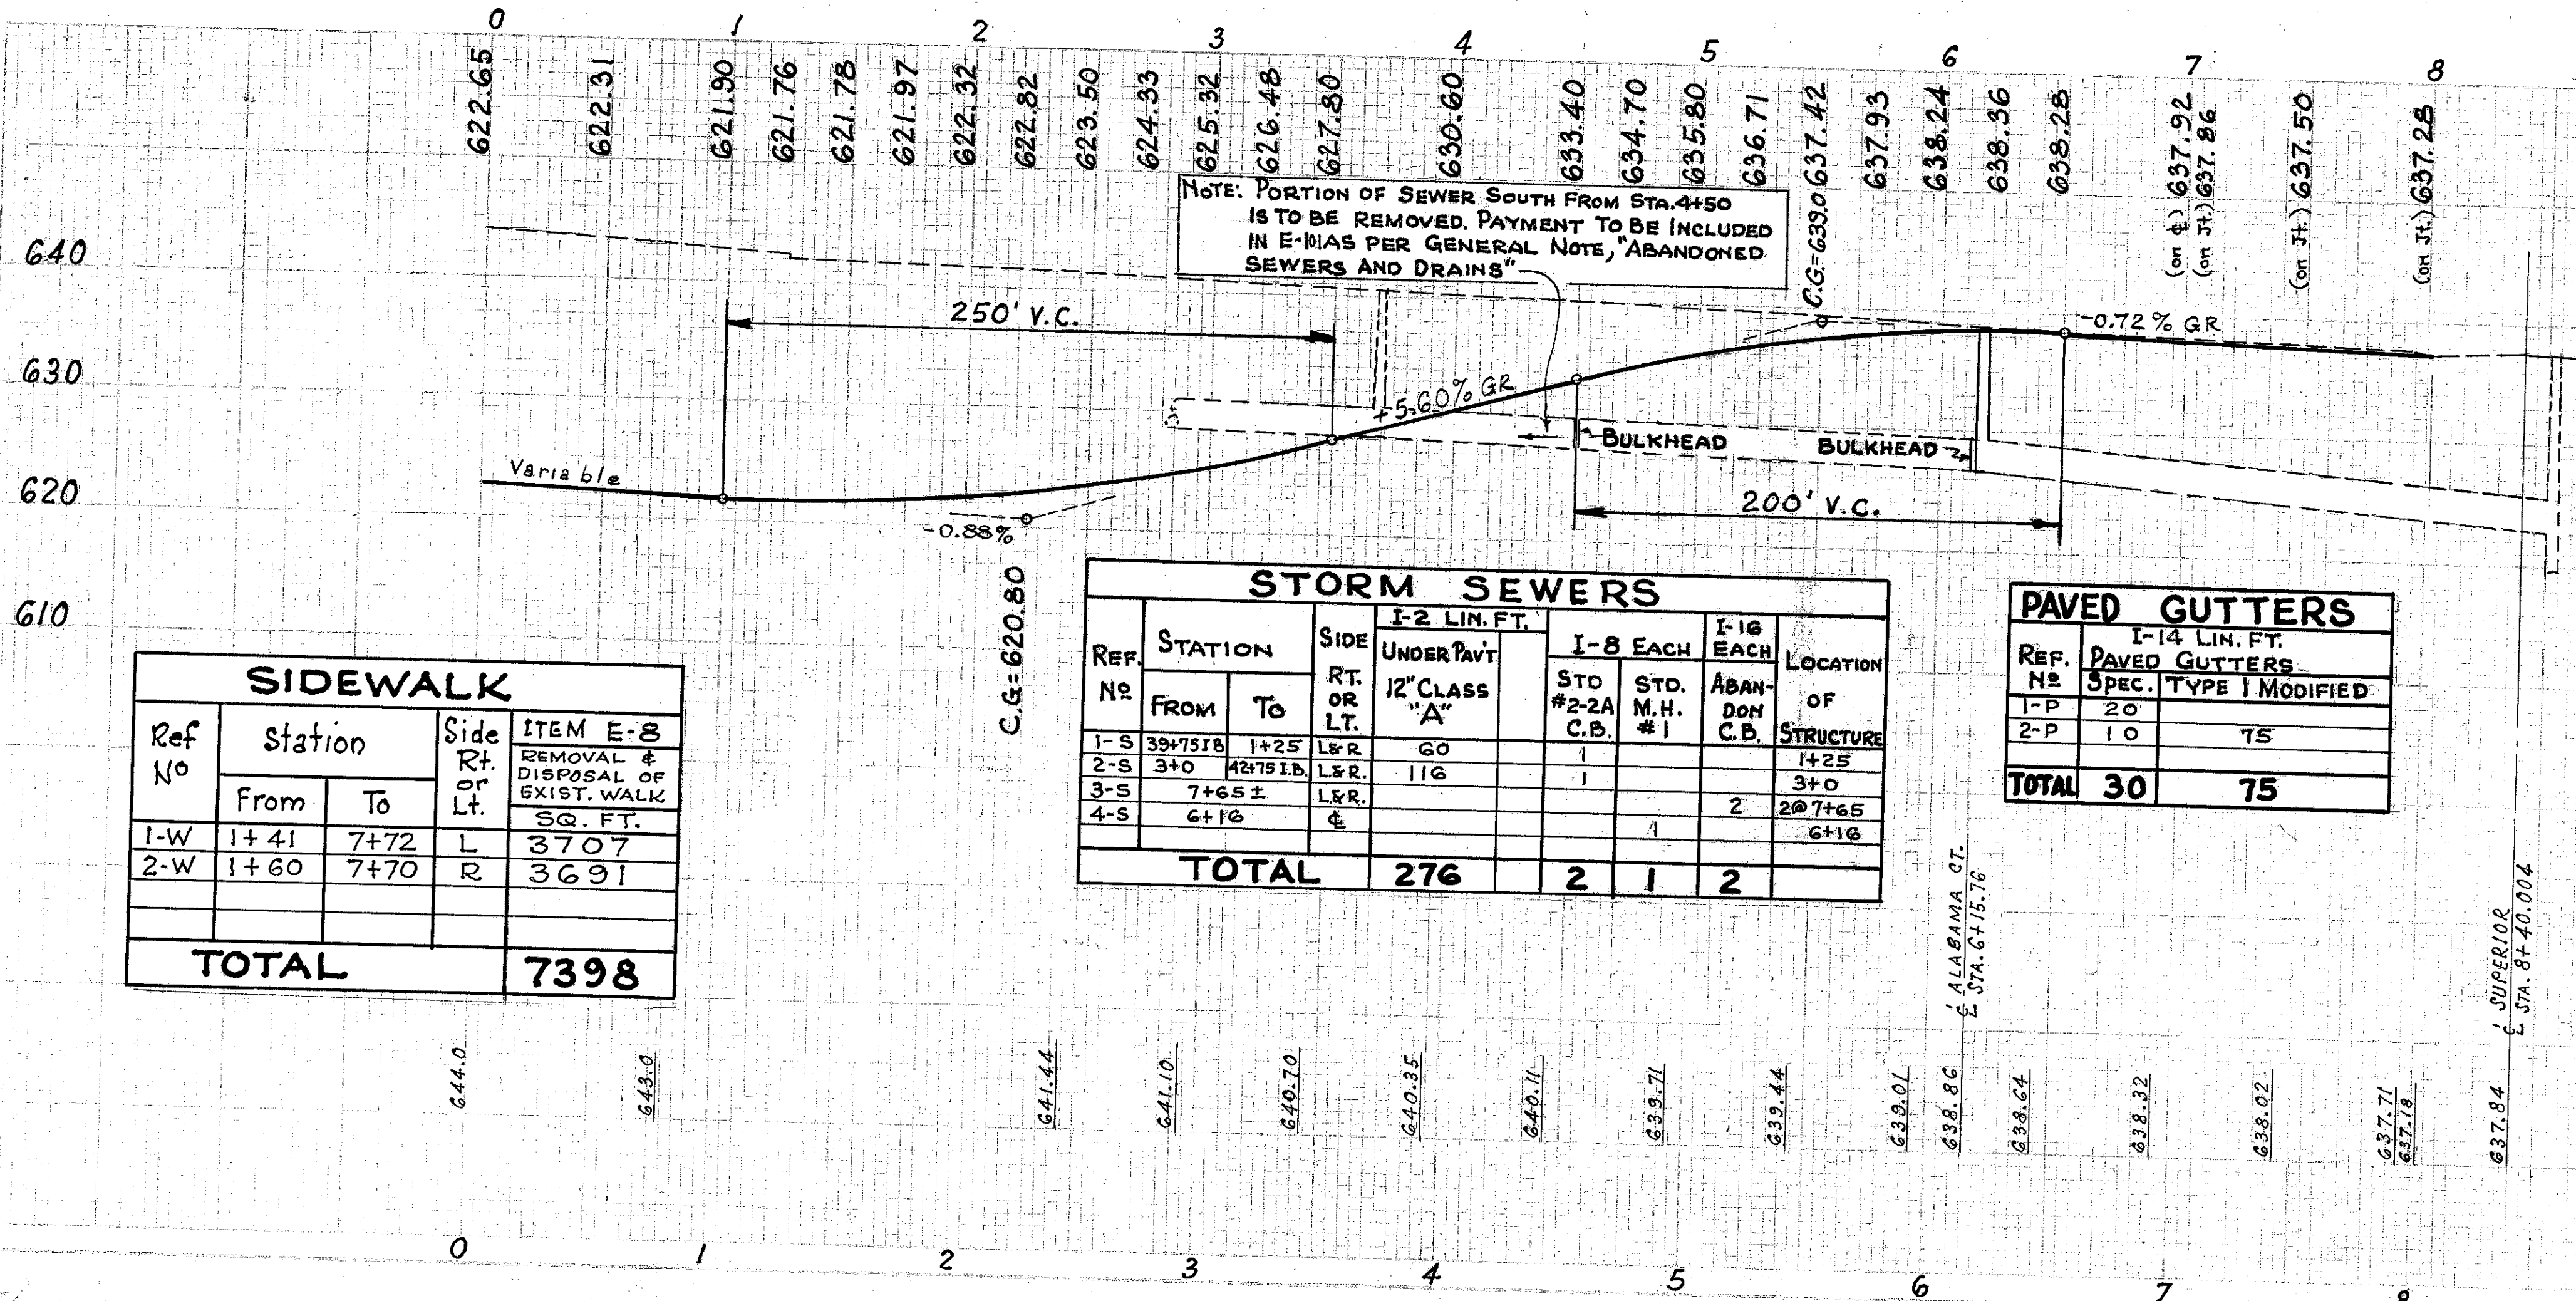 0 1 2 3 4 5 6 7 8
622.65 622.31 621.90 621.76 621.78 621.97 622.32 622.82 623.50 624.33 625.32 626.48 627.80 630.60 633.40 634.70 635.80 636.71 C.G.=639.0 637.42 637.93 638.24 638.36 638.28 (on ℄) 637.92 (on Jt.) 637.86 (on Jt.) 637.50 (on Jt.) 637.28
NOTE: PORTION OF SEWER SOUTH FROM STA.4+50
IS TO BE REMOVED. PAYMENT TO BE INCLUDED
IN E-101AS PER GENERAL NOTE, "ABANDONED
SEWERS AND DRAINS"
640
250' V.C.
-0.72% GR
630
+5.60% GR
BULKHEAD BULKHEAD
Variable
620
200' V.C.
-0.88%
C.G.=620.80
610
SIDEWALK
Ref No Station Side Rt. or Lt. ITEM E-8
REMOVAL & DISPOSAL OF EXIST. WALK
From To SQ. FT.
1-W 1+41 7+72 L 3707
2-W 1+60 7+70 R 3691
TOTAL 7398
STORM SEWERS
REF. No STATION SIDE RT. OR LT. I-2 LIN. FT. I-8 EACH I-16 EACH LOCATION OF STRUCTURE
FROM TO UNDER PAV'T 12" CLASS "A" STD #2-2A C.B. STD. M.H. #1 ABAN-DON C.B.
1-S 39+75IB 1+25 L&R 60 1 1+25
2-S 3+0 42+75 I.B. L&R. 116 1 3+0
3-S 7+65± L&R. 2 2@7+65
4-S 6+16 ℄ 1 6+16
TOTAL 276 2 1 2
PAVED GUTTERS
REF. No I-14 LIN. FT.
PAVED GUTTERS
SPEC. TYPE 1 MODIFIED
1-P 20
2-P 10 75
TOTAL 30 75
℄ ALABAMA CT.
STA. 6+15.76
℄ SUPERIOR
STA. 8+40.004
644.0 643.0 641.44 641.10 640.70 640.35 640.11 639.71 639.44 639.01 638.86 638.64 638.32 638.02 637.71 637.18 637.84
0 1 2 3 4 5 6 7 8